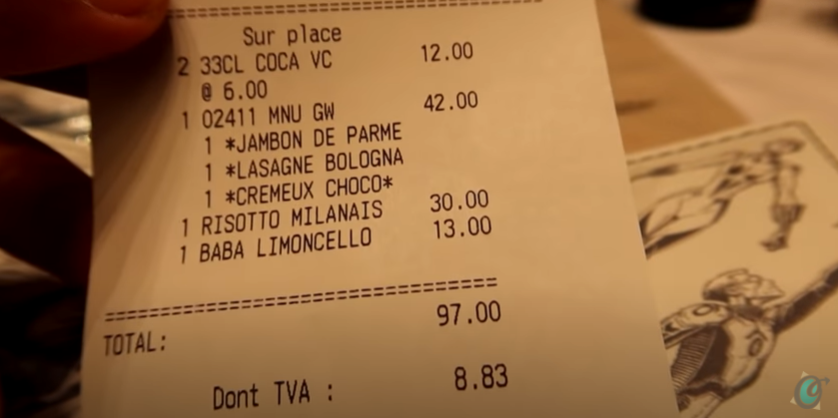 Sur place
2 33CL COCA VC 12.00
@ 6.00
1 02411 MNU GW 42.00
1 *JAMBON DE PARME
1 *LASAGNE BOLOGNA
1 *CREMEUX CHOCO*
1 RISOTTO MILANAIS 30.00
1 BABA LIMONCELLO 13.00
TOTAL: 97.00
Dont TVA : 8.83